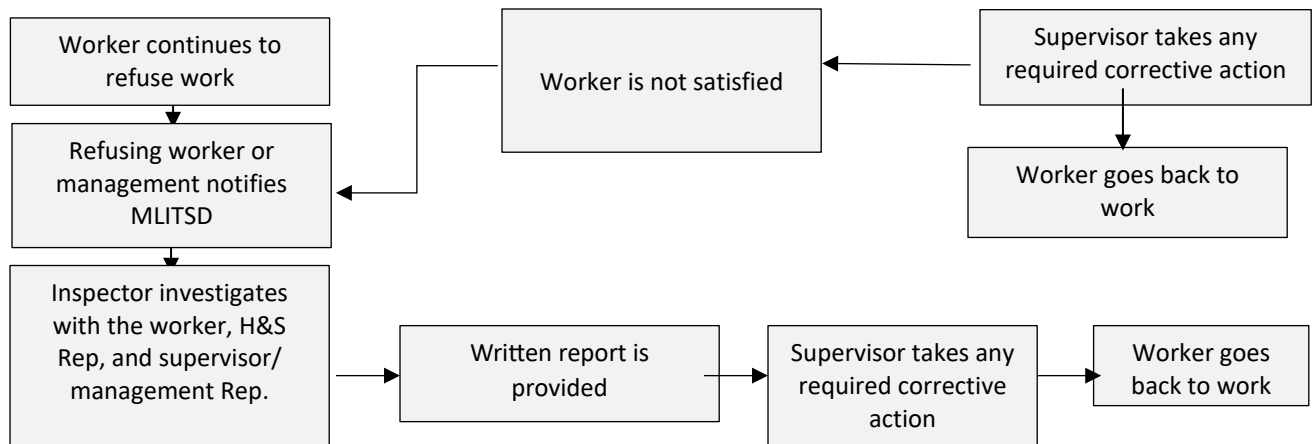 Worker continues to
refuse work
Worker is not satisfied
Supervisor takes any
required corrective action
Refusing worker or
management notifies
MLITSD
Worker goes back to
work
Inspector investigates
with the worker, H&S
Rep, and supervisor/
management Rep.
Written report is
provided
Supervisor takes any
required corrective
action
Worker goes
back to work